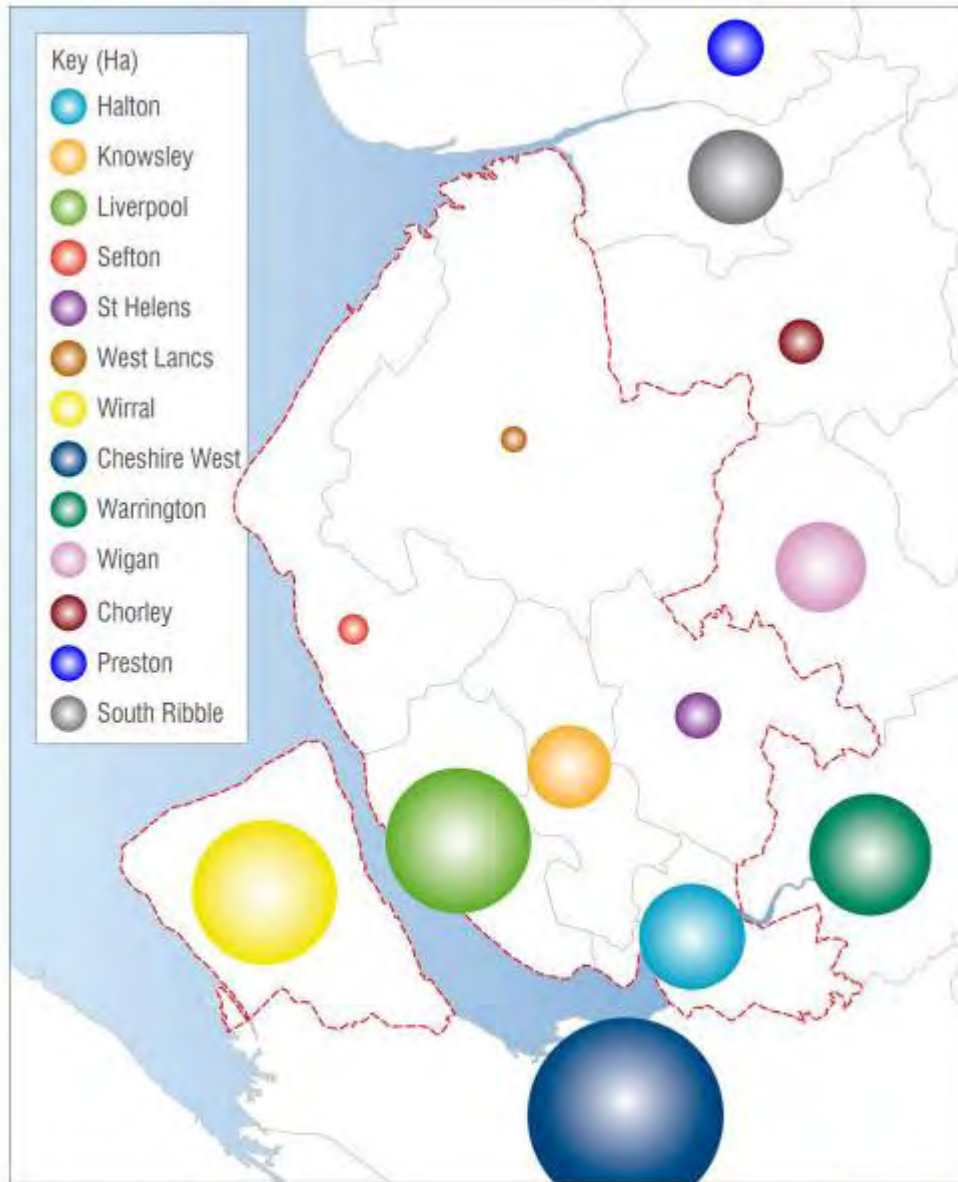 Key (Ha)
Halton
Knowsley
Liverpool
Sefton
St Helens
West Lancs
Wirral
Cheshire West
Warrington
Wigan
Chorley
Preston
South Ribble